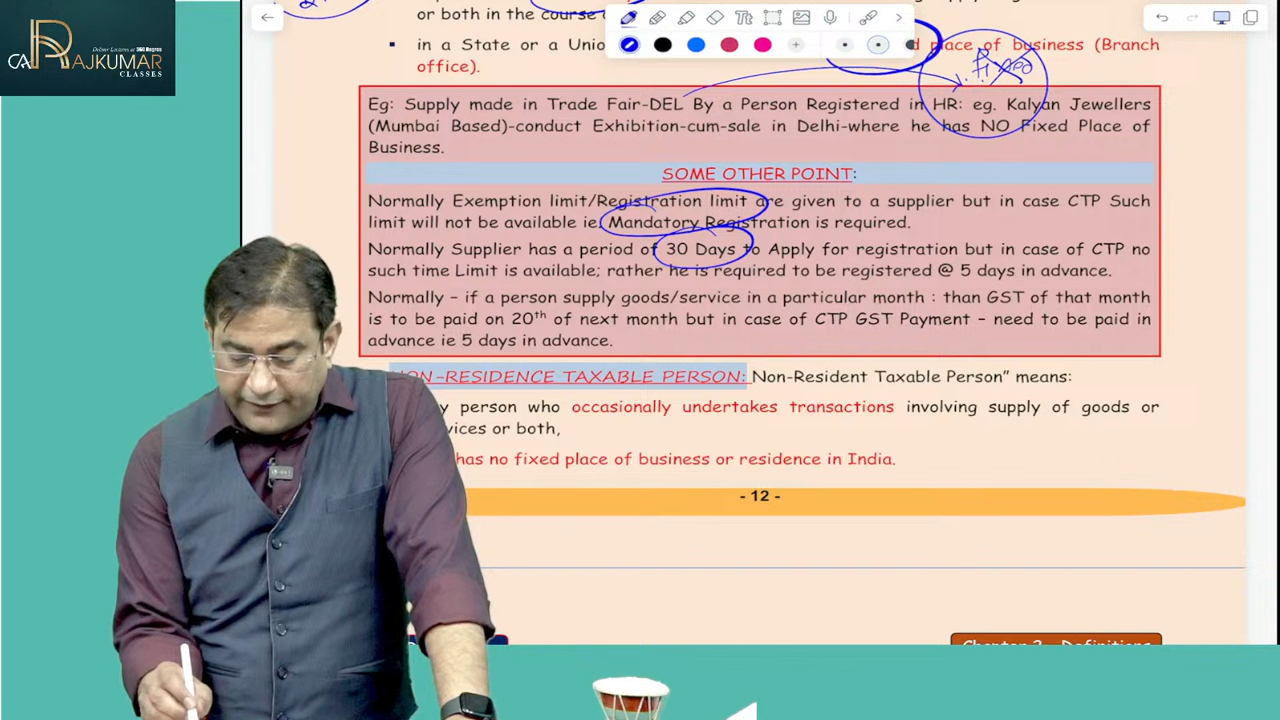 Deliver Lectures at 360 Degree
CA RAJKUMAR
CLASSES
or both in the course
in a State or a Unio
place of business (Branch
office).
Eg: Supply made in Trade Fair-DEL By a Person Registered in HR: eg. Kalyan Jewellers
(Mumbai Based)-conduct Exhibition-cum-sale in Delhi-where he has NO Fixed Place of
Business.
SOME OTHER POINT:
Normally Exemption limit/Registration limit are given to a supplier but in case CTP Such
limit will not be available ie. Mandatory Registration is required.
Normally Supplier has a period of 30 Days to Apply for registration but in case of CTP no
such time Limit is available; rather he is required to be registered @ 5 days in advance.
Normally – if a person supply goods/service in a particular month : than GST of that month
is to be paid on 20th of next month but in case of CTP GST Payment – need to be paid in
advance ie 5 days in advance.
NON-RESIDENCE TAXABLE PERSON: Non-Resident Taxable Person” means:
y person who occasionally undertakes transactions involving supply of goods or
vices or both,
has no fixed place of business or residence in India.
- 12 -
Chapter 2 – Definitions